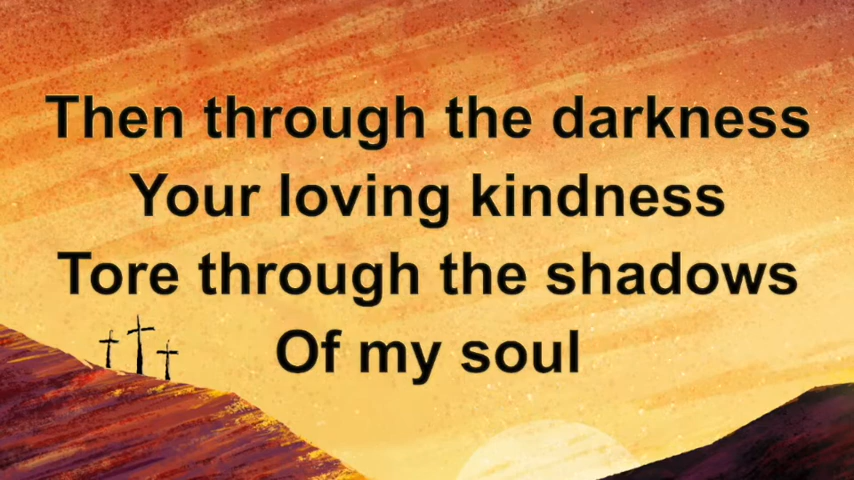 Then through the darkness
Your loving kindness
Tore through the shadows
Of my soul